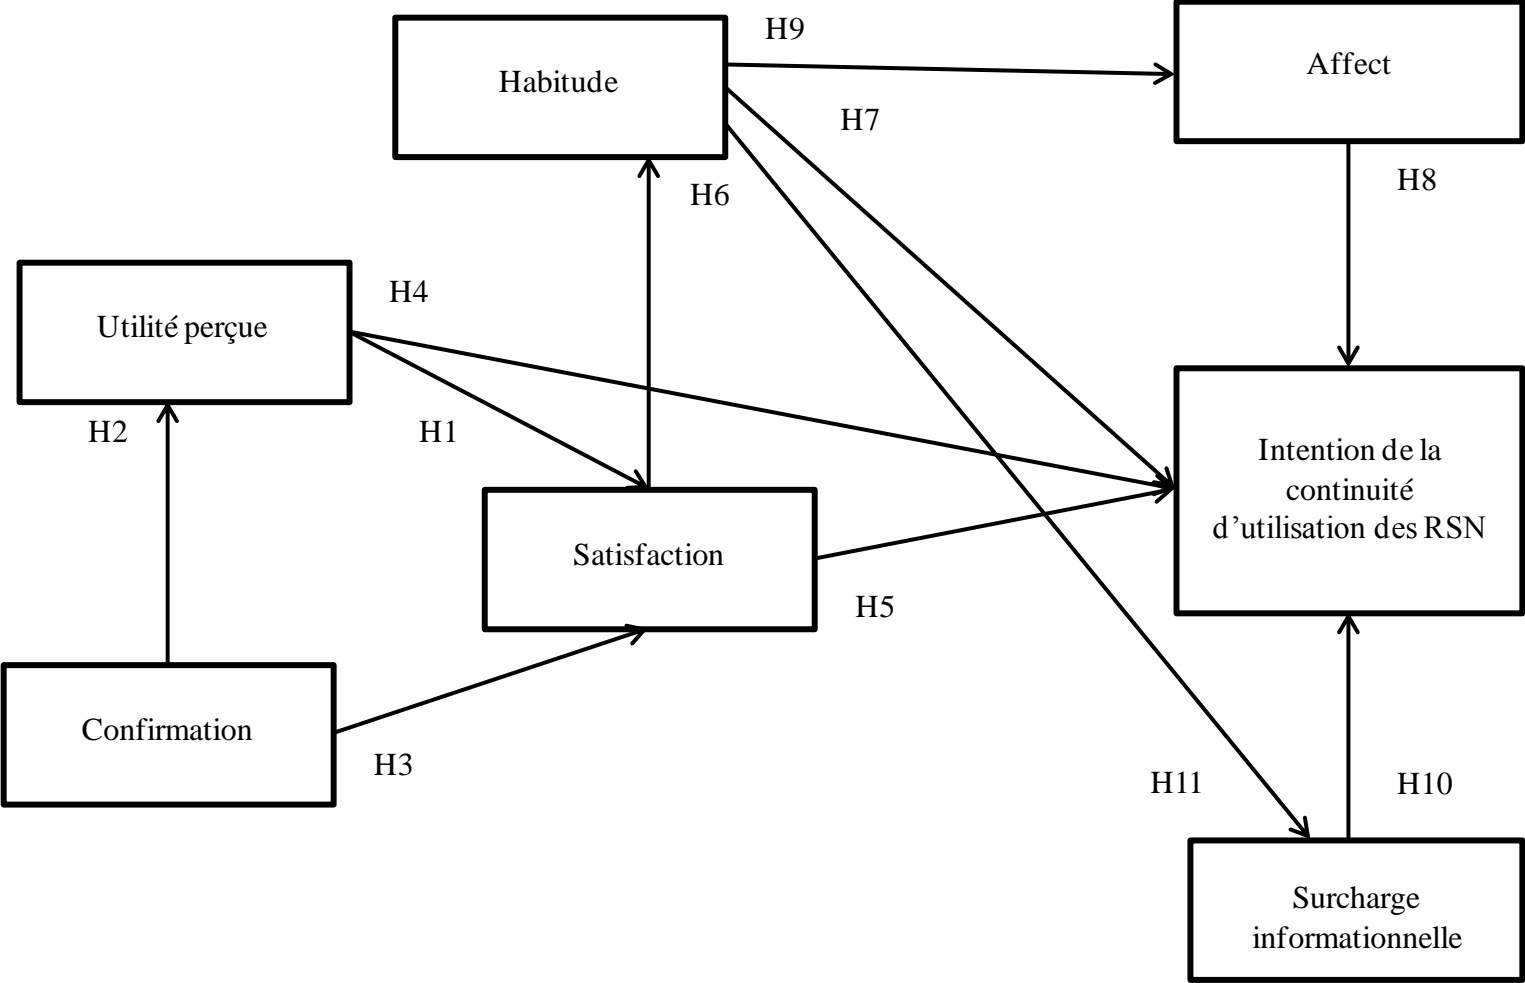 H9
Affect
Habitude
H7
H8
H6
H4
Utilité perçue
H2
H1
Intention de la
continuité
d’utilisation des RSN
Satisfaction
H5
Confirmation
H3
H11
H10
Surcharge
informationnelle